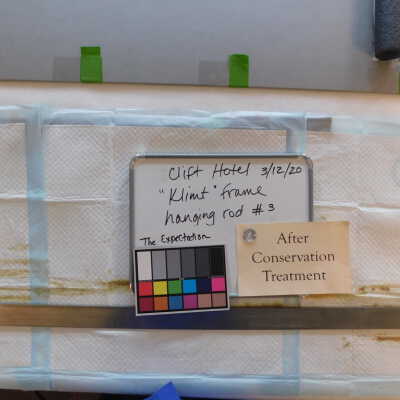 Clift Hotel 3/12/20
"Klimt" Frame
hanging rod #3
The Expectation
After
Conservation
Treatment